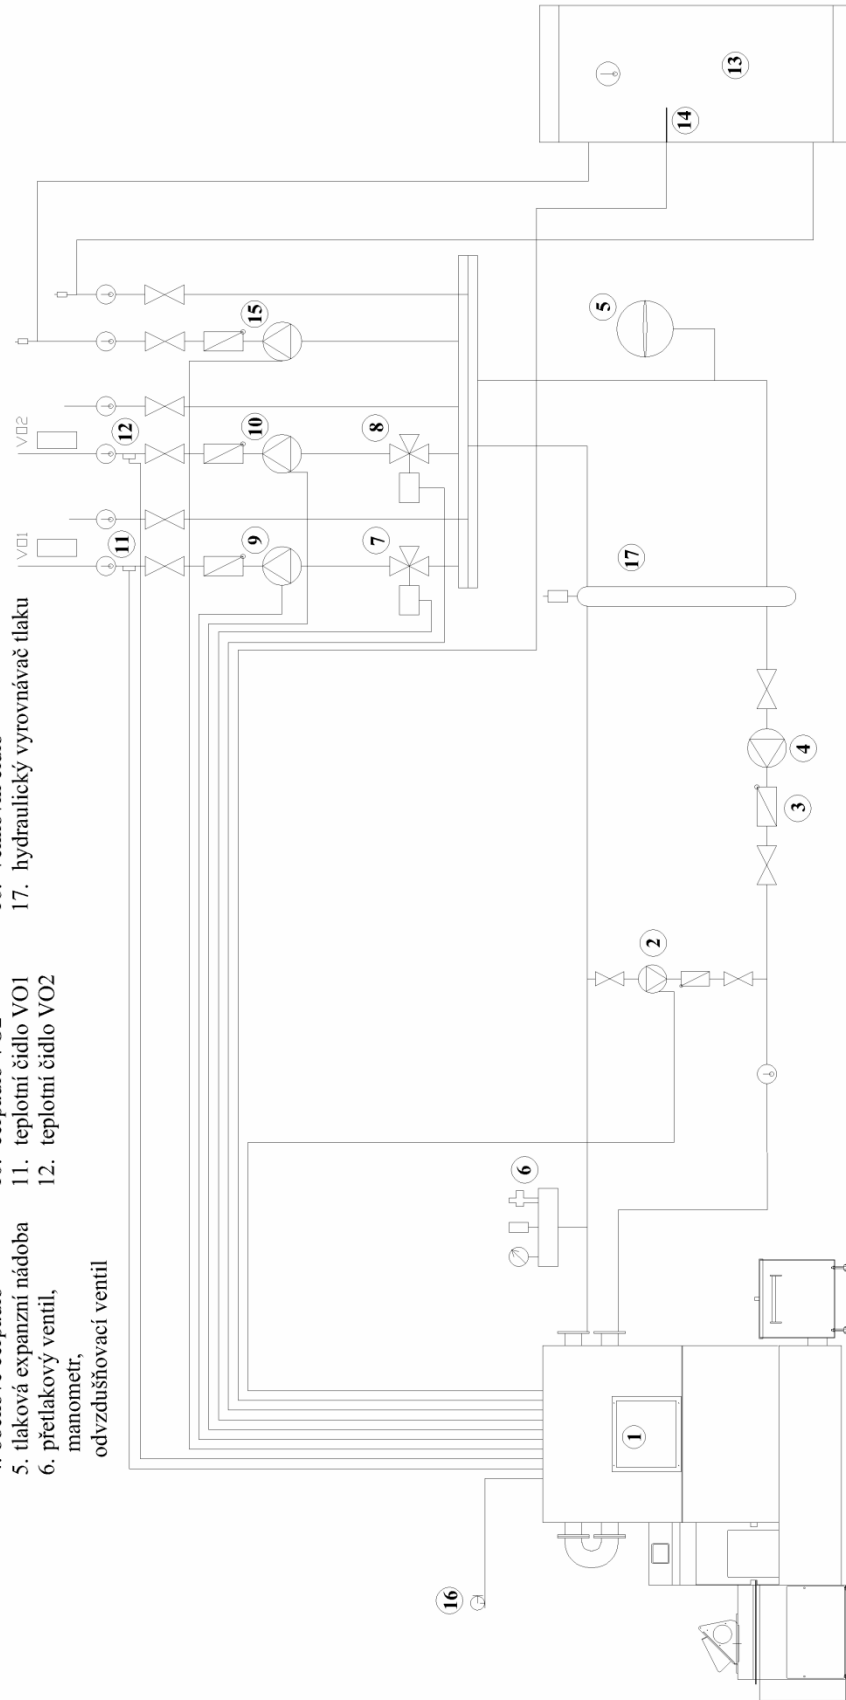 5. tlaková expanzní nádoba
6. přetlakový ventil,
manometr,
odvzdušňovací ventil
11. teplotní čidlo VO1
12. teplotní čidlo VO2
17. hydraulický vyrovnávač tlaku
VO1
VO2
11
12
9
10
15
7
8
16
6
5
1
2
17
14
13
3
4